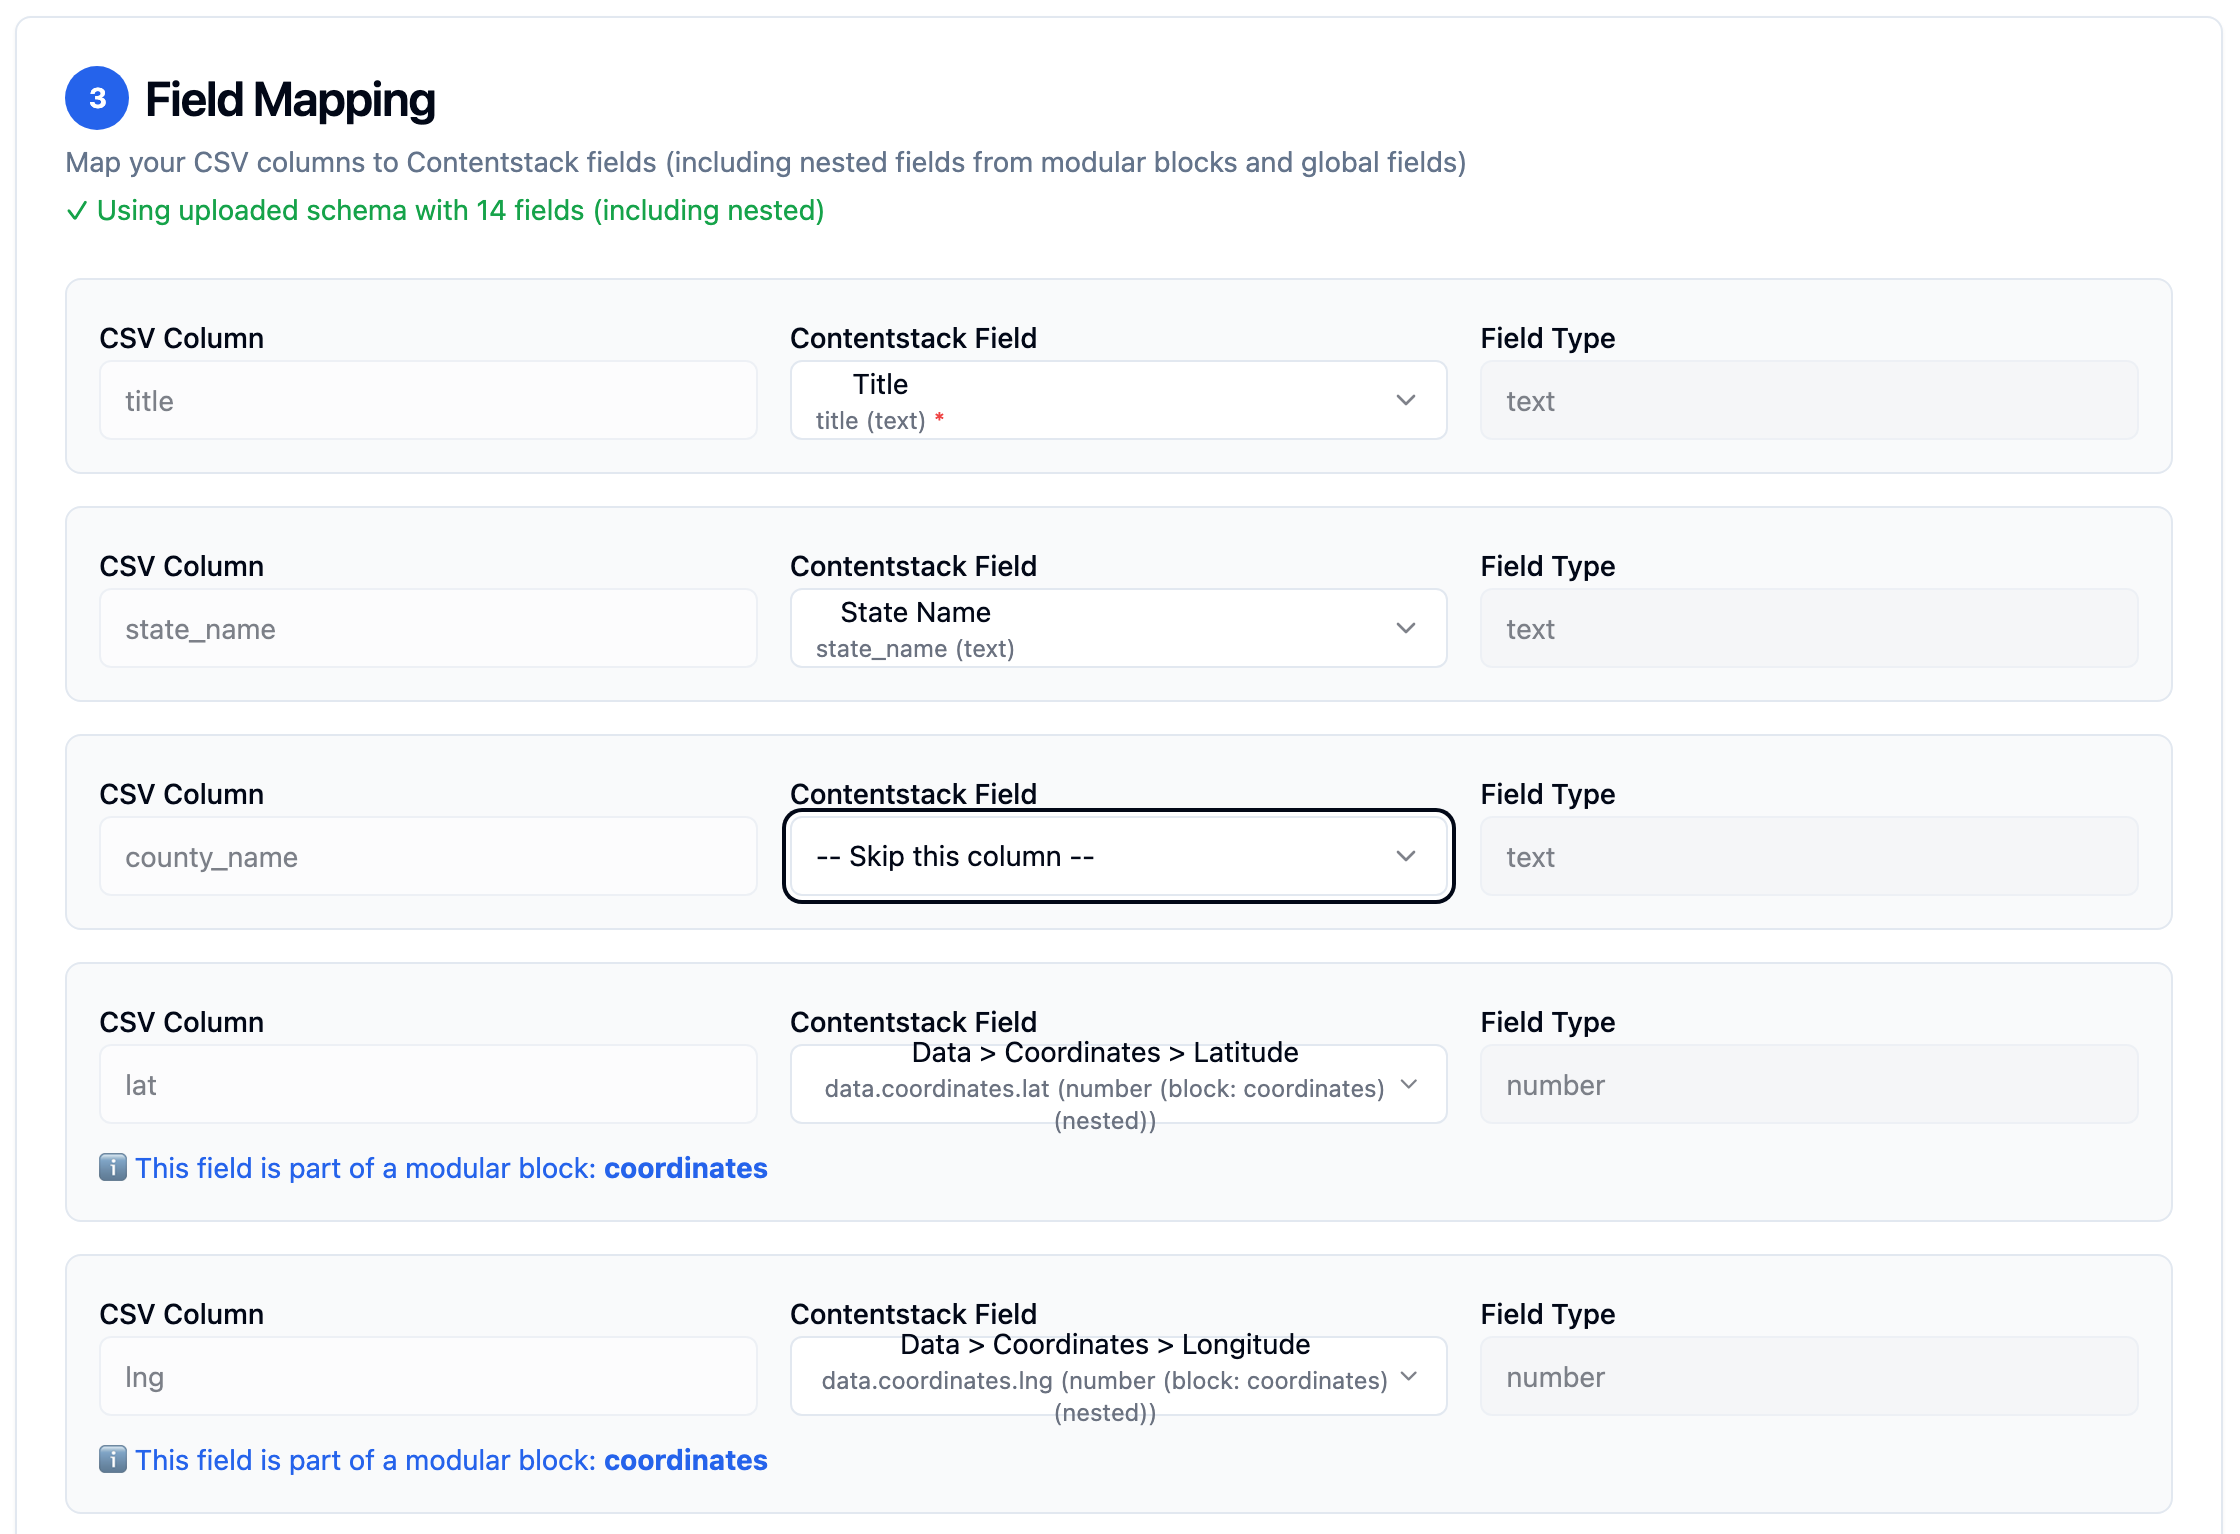 3 Field Mapping
Map your CSV columns to Contentstack fields (including nested fields from modular blocks and global fields)
✓ Using uploaded schema with 14 fields (including nested)
CSV Column
title
Contentstack Field
Title
title (text) *
Field Type
text
CSV Column
state_name
Contentstack Field
State Name
state_name (text)
Field Type
text
CSV Column
county_name
Contentstack Field
-- Skip this column --
Field Type
text
CSV Column
lat
Contentstack Field
Data > Coordinates > Latitude
data.coordinates.lat (number (block: coordinates)
(nested))
Field Type
number
ℹ️ This field is part of a modular block: coordinates
CSV Column
lng
Contentstack Field
Data > Coordinates > Longitude
data.coordinates.lng (number (block: coordinates)
(nested))
Field Type
number
ℹ️ This field is part of a modular block: coordinates